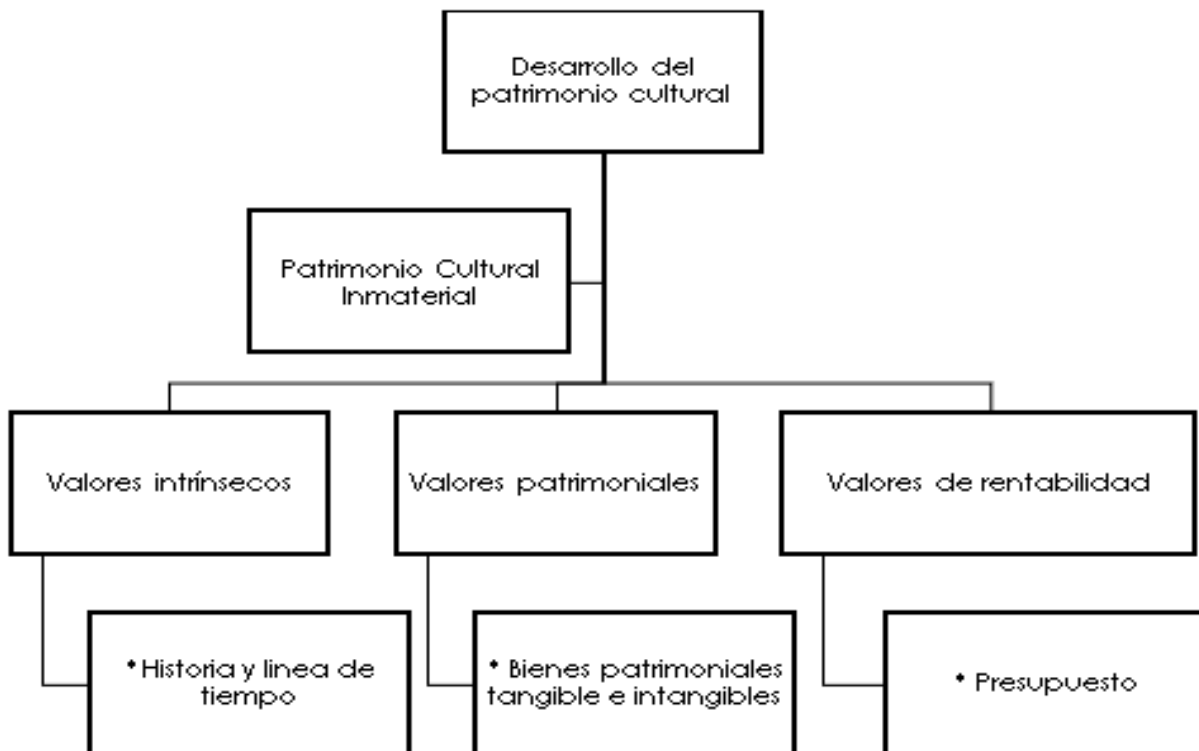 Desarrollo del
patrimonio cultural
Patrimonio Cultural
Inmaterial
Valores intrínsecos
Valores patrimoniales
Valores de rentabilidad
* Historia y linea de
tiempo
* Bienes patrimoniales
tangible e intangibles
* Presupuesto